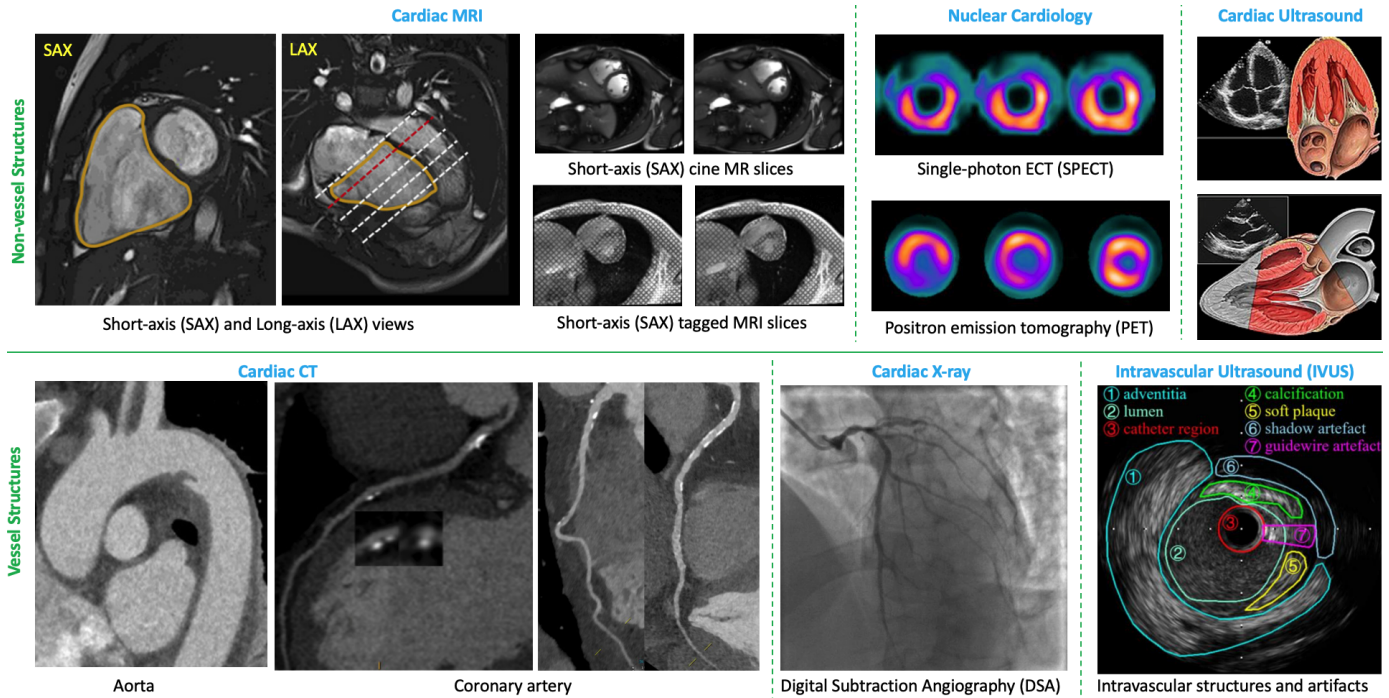 Cardiac MRI
Nuclear Cardiology
Cardiac Ultrasound
Non-vessel Structures
SAX
LAX
Short-axis (SAX) cine MR slices
Single-photon ECT (SPECT)
Short-axis (SAX) and Long-axis (LAX) views
Short-axis (SAX) tagged MRI slices
Positron emission tomography (PET)
Cardiac CT
Cardiac X-ray
Intravascular Ultrasound (IVUS)
Vessel Structures
① adventitia
② lumen
③ catheter region
④ calcification
⑤ soft plaque
⑥ shadow artefact
⑦ guidewire artefact
⑥
①
④
③
⑦
②
⑤
Aorta
Coronary artery
Digital Subtraction Angiography (DSA)
Intravascular structures and artifacts